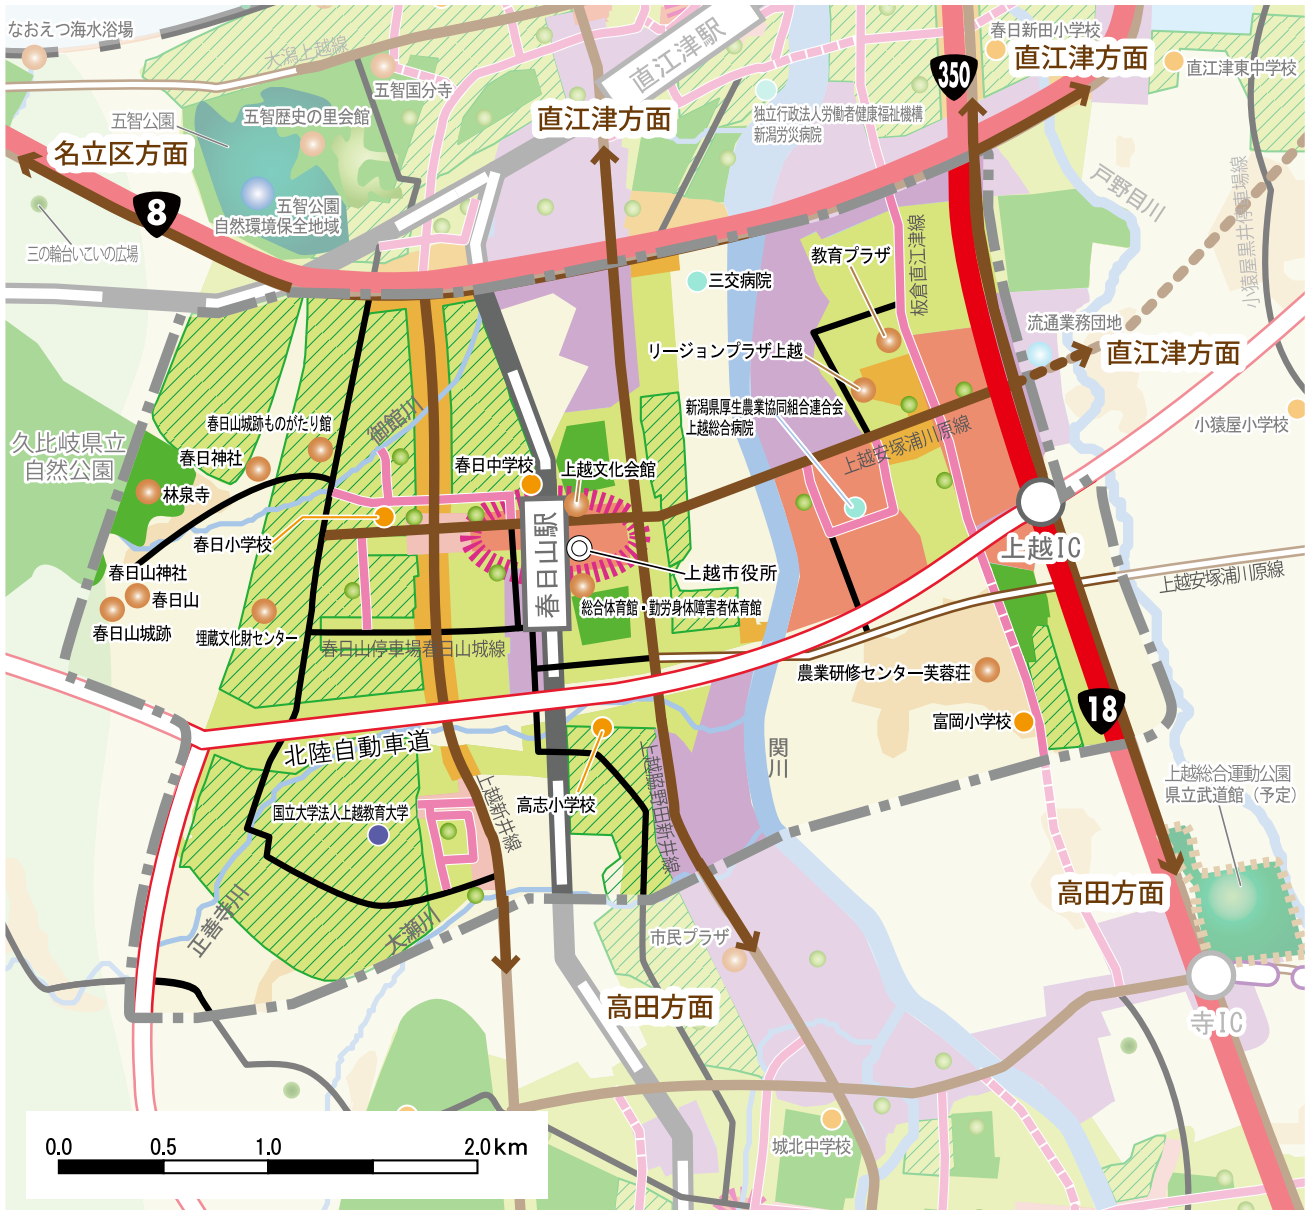 なおえつ海水浴場
大潟上越線
五智国分寺
直江津駅
春日新田小学校
350
直江津方面
直江津東中学校
五智公園
五智歴史の里会館
直江津方面
独立行政法人労働者健康福祉機構
新潟労災病院
名立区方面
8
五智公園
自然環境保全地域
三の輪台いこいの広場
戸野目川
小猿屋黒井停車場線
板倉直江津線
教育プラザ
三交病院
流通業務団地
リージョンプラザ上越
直江津方面
新潟県厚生農業協同組合連合会
上越総合病院
小猿屋小学校
久比岐県立
自然公園
春日山城跡ものがたり館
御館川
春日神社
春日中学校
上越文化会館
上越安塚浦川原線
林泉寺
春日小学校
春日山駅
上越IC
上越市役所
上越安塚浦川原線
春日山神社
春日山
春日山城跡
埋蔵文化財センター
総合体育館・勤労身体障害者体育館
春日山停車場春日山城線
農業研修センター芙蓉荘
富岡小学校
18
北陸自動車道
関川
上越総合運動公園
県立武道館（予定）
国立大学法人上越教育大学
上越新井線
高志小学校
上越脇野田新井線
正善寺川
大瀬川
高田方面
市民プラザ
高田方面
寺IC
城北中学校
0.0 0.5 1.0 2.0km